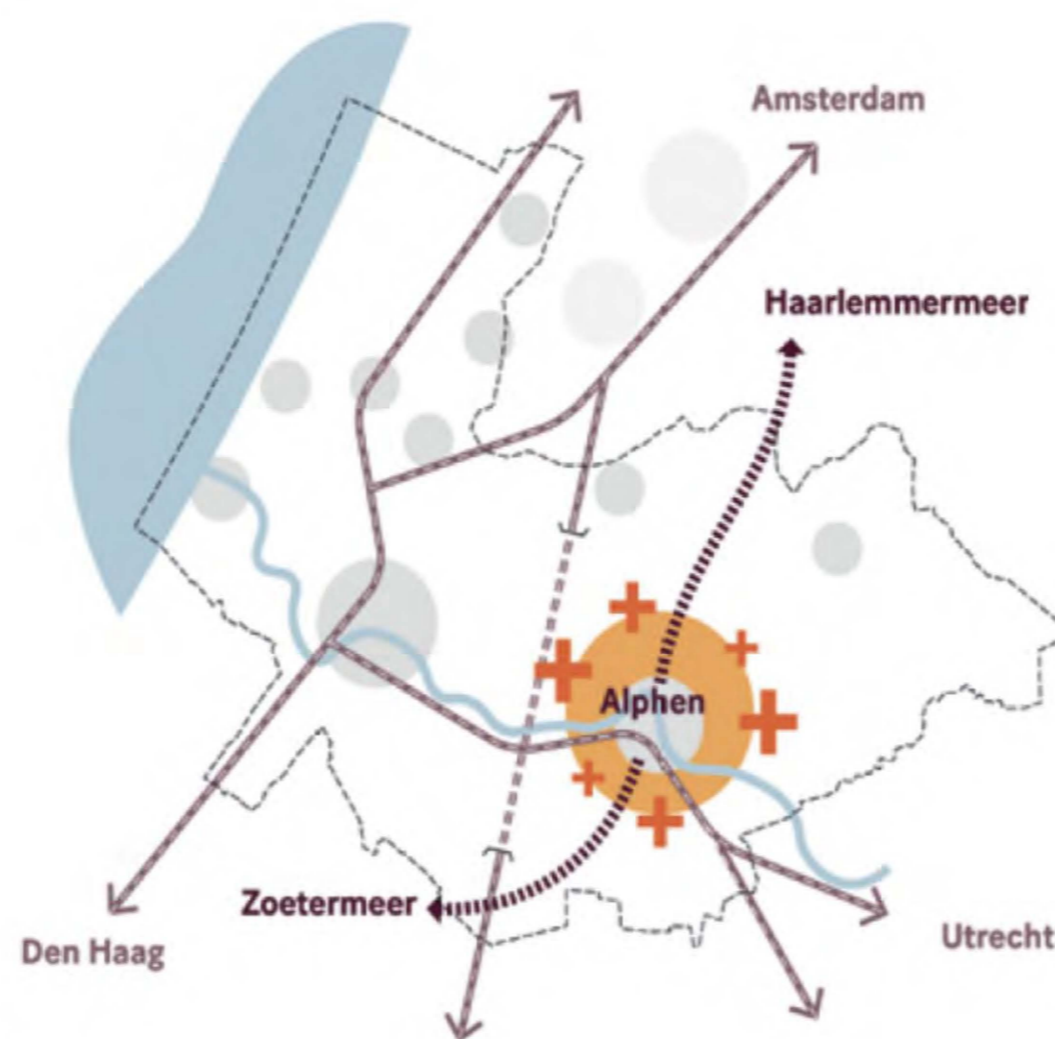 Amsterdam
Haarlemmermeer
Alphen
Zoetermeer
Den Haag
Utrecht